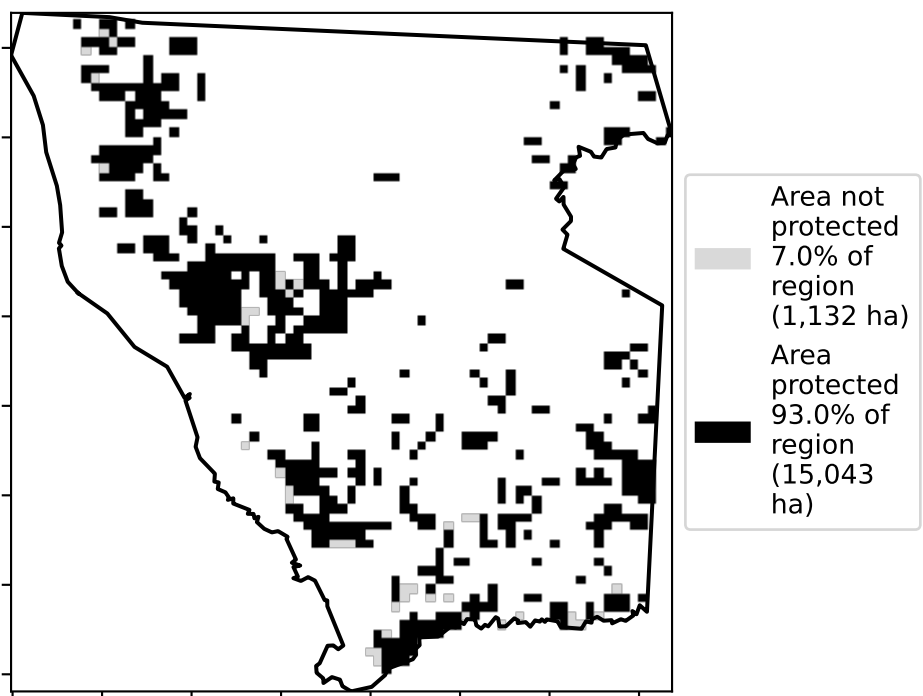 Area not
protected
7.0% of
region
(1,132 ha)
Area
protected
93.0% of
region
(15,043
ha)